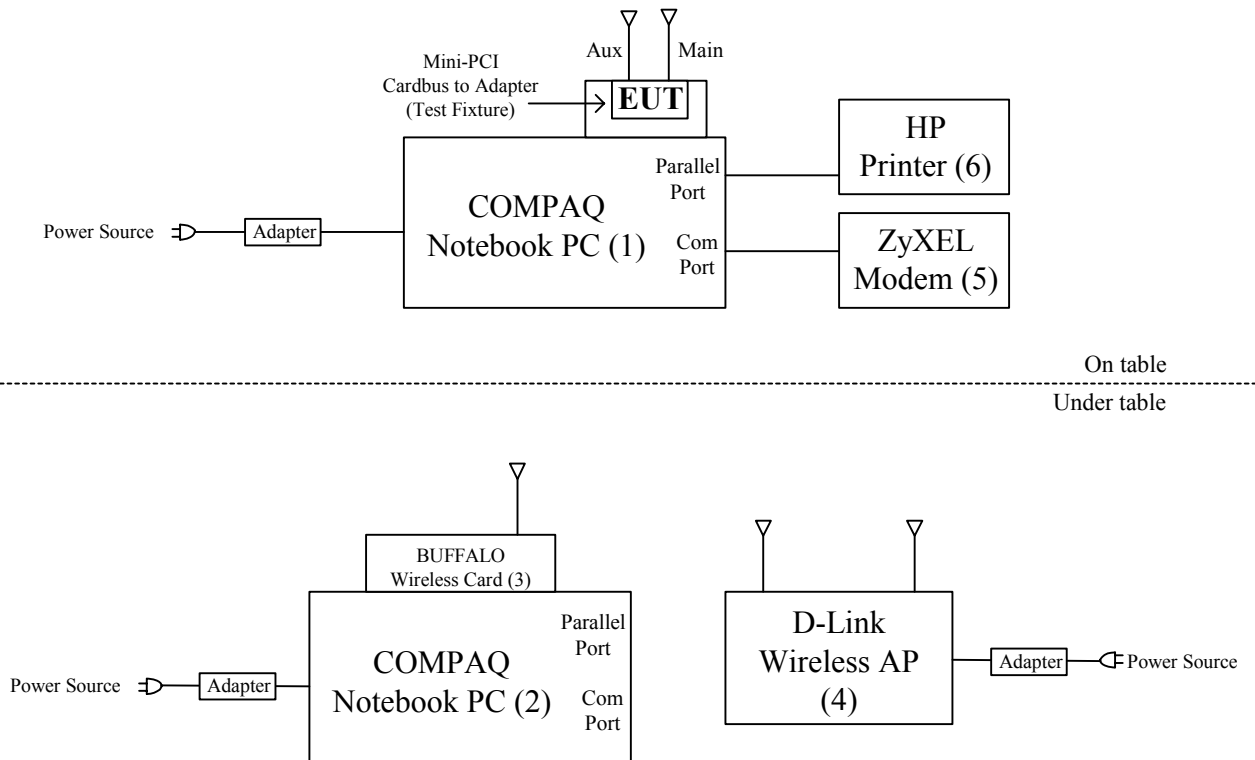 Aux
Main
Mini-PCI
Cardbus to Adapter
(Test Fixture)
EUT
HP
Printer (6)
Parallel
Port
COMPAQ
Notebook PC (1)
Power Source
Adapter
Com
Port
ZyXEL
Modem (5)
On table
Under table
BUFFALO
Wireless Card (3)
Parallel
Port
COMPAQ
Notebook PC (2)
Power Source
Adapter
Com
Port
D-Link
Wireless AP
(4)
Adapter
Power Source